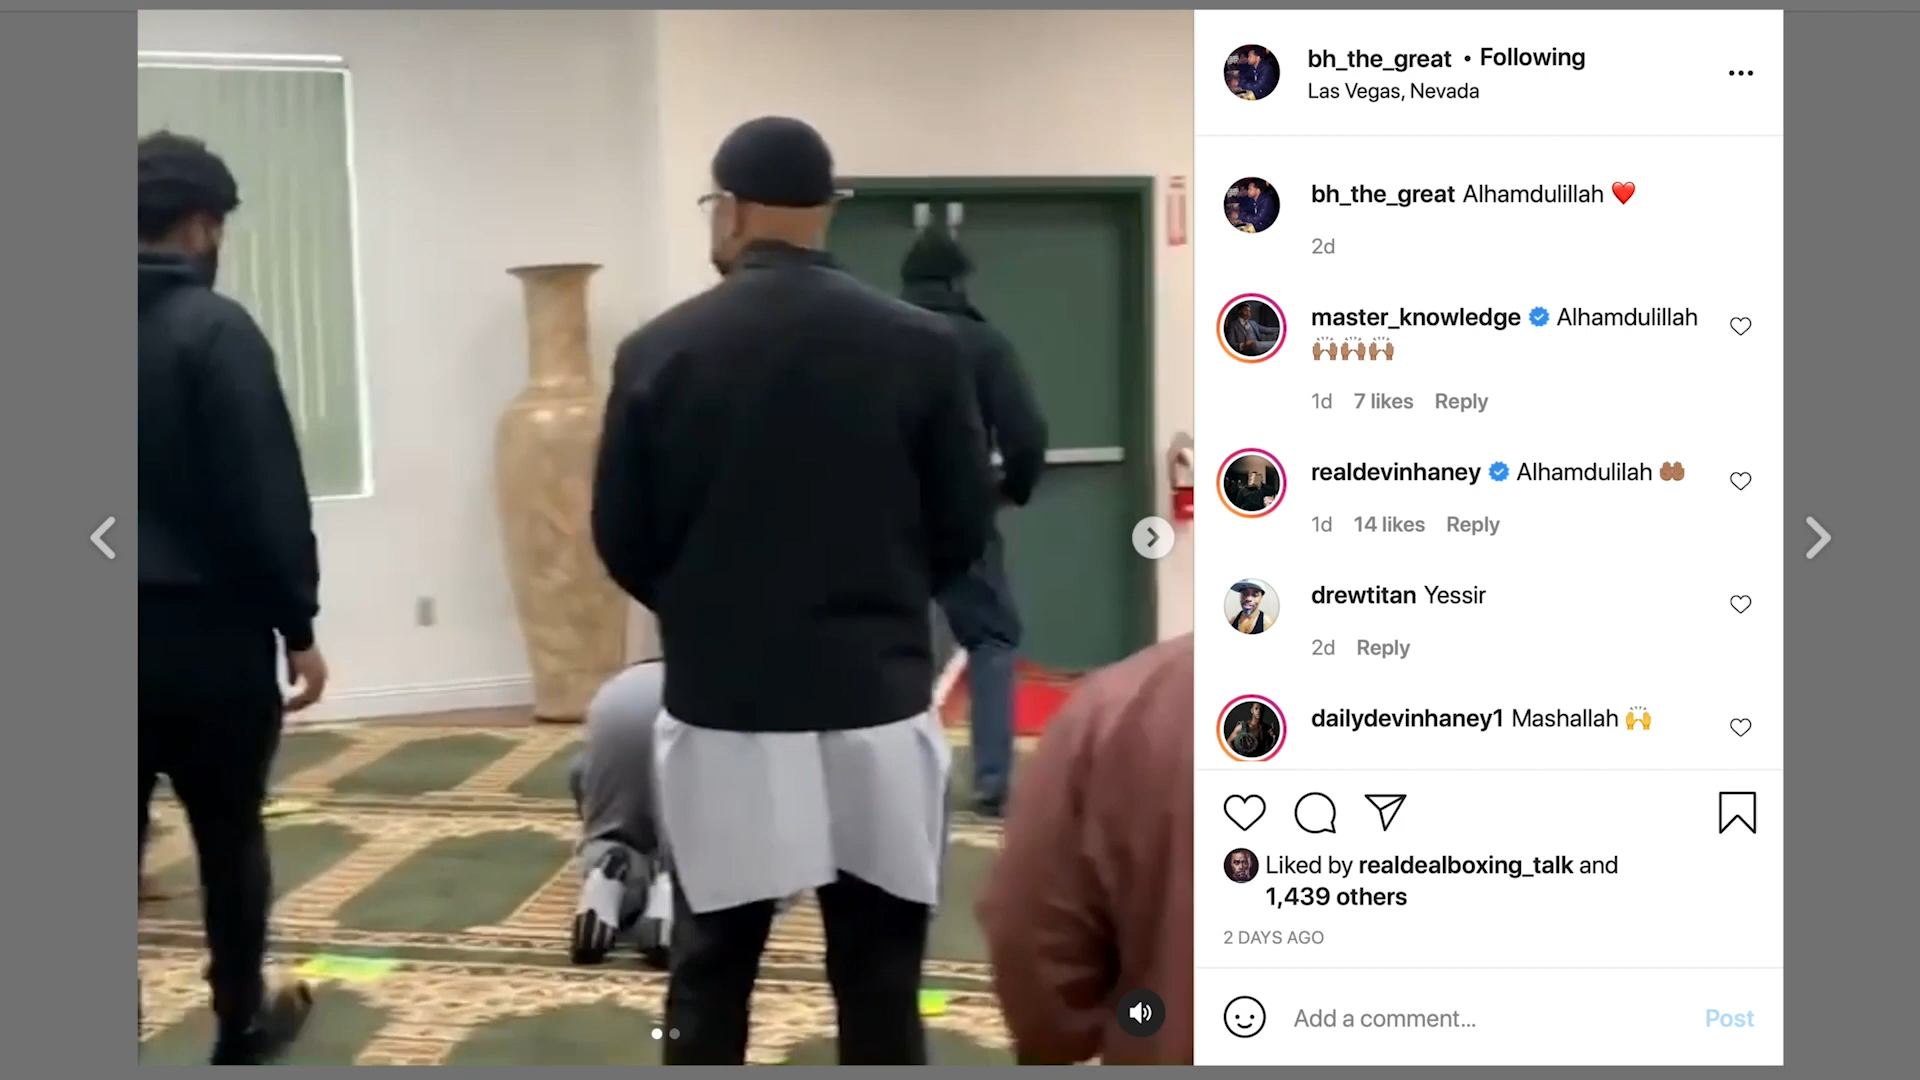 bh_the_great • Following
Las Vegas, Nevada
bh_the_great Alhamdulillah ❤️
2d
master_knowledge Alhamdulillah
🙌🏽🙌🏽🙌🏽
1d 7 likes Reply
realdevinhaney Alhamdulilah 🤲🏾
1d 14 likes Reply
drewtitan Yessir
2d Reply
dailydevinhaney1 Mashallah 🙌
Liked by realdealboxing_talk and
1,439 others
2 DAYS AGO
Add a comment... Post